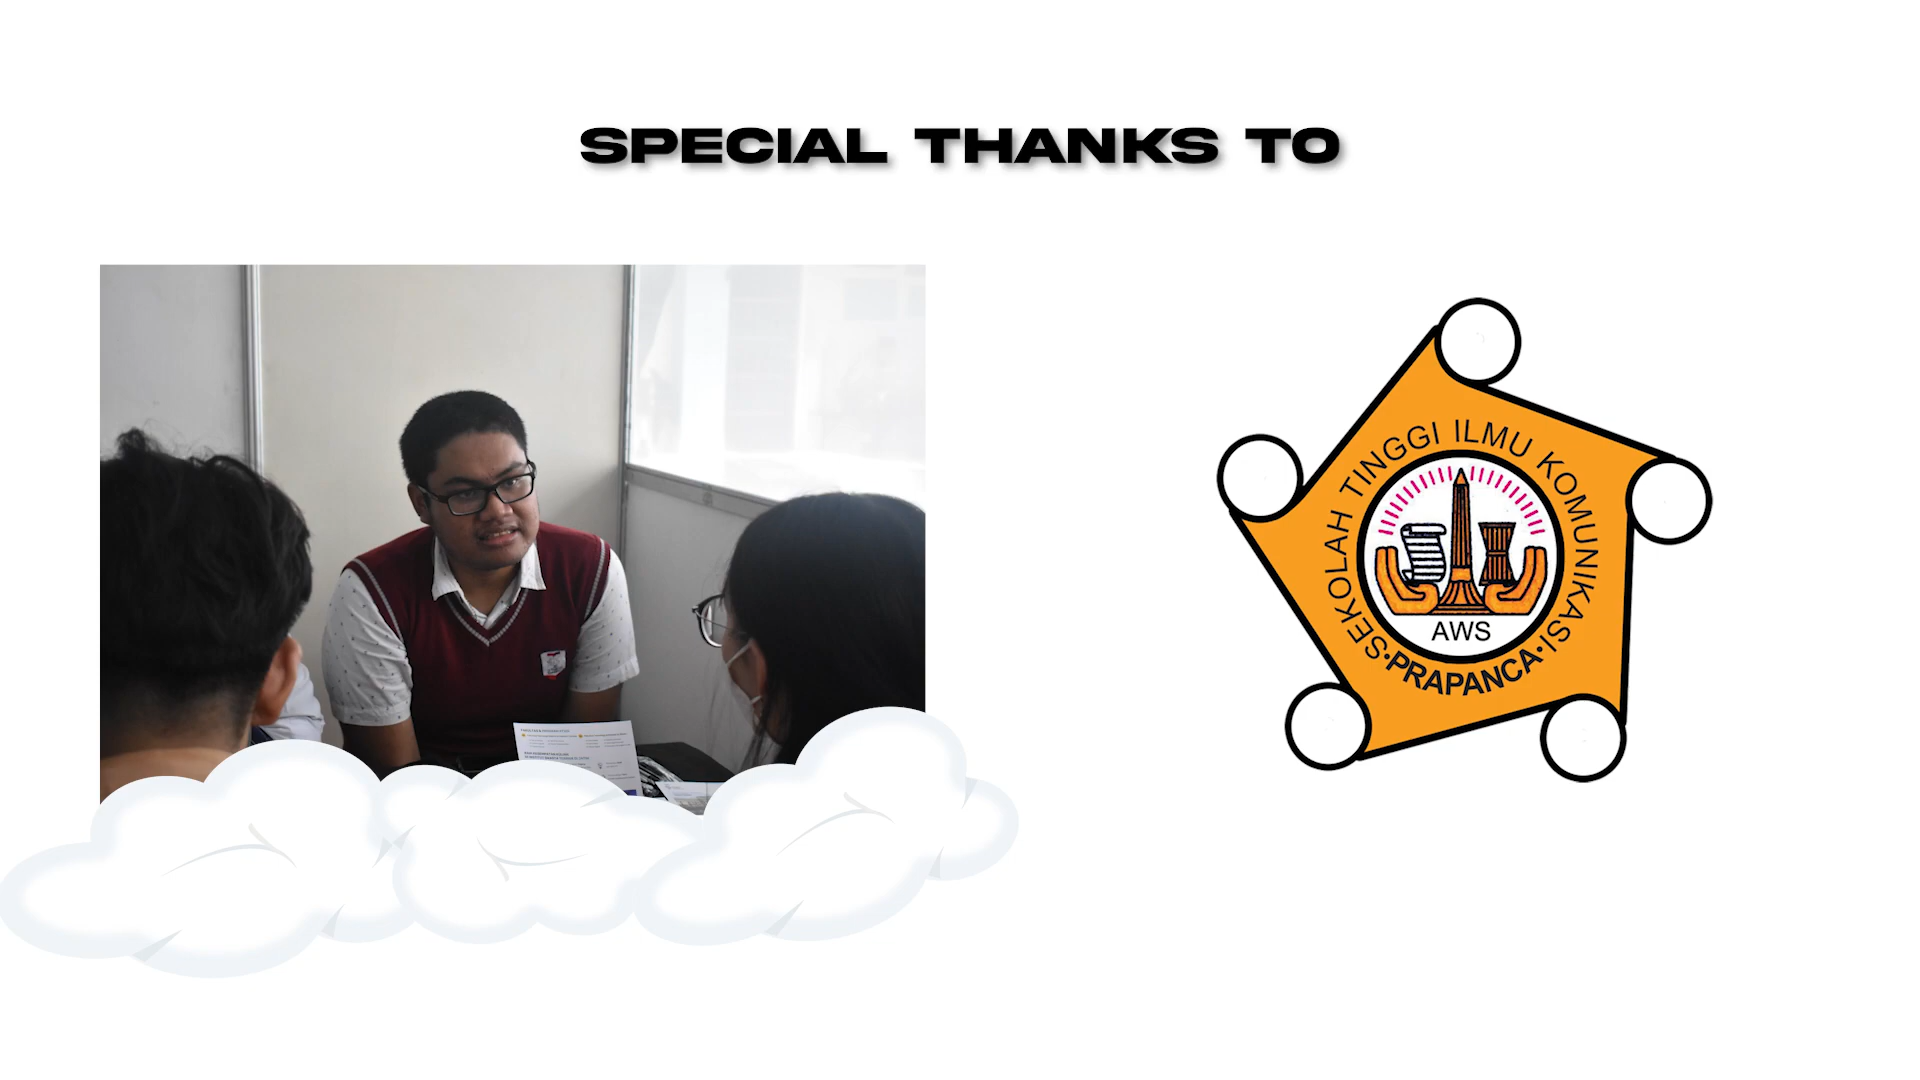 SPECIAL THANKS TO
SEKOLAH TINGGI ILMU KOMUNIKASI
AWS
•PRAPANCA•